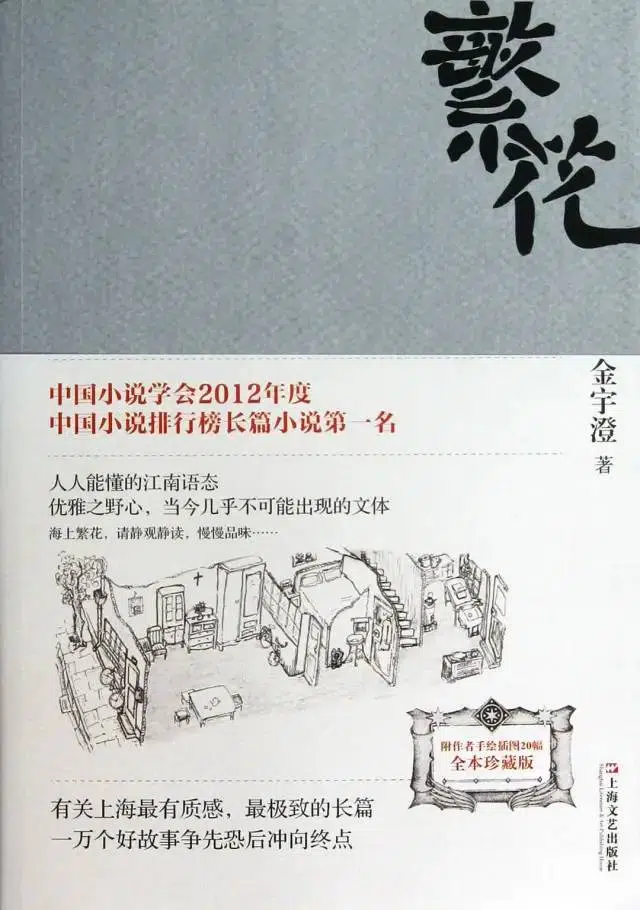 繁花
金宇澄 著
中国小说学会2012年度
中国小说排行榜长篇小说第一名
人人能懂的江南语态
优雅之野心，当今几乎不可能出现的文体
海上繁花，请静观静读，慢慢品味……
附作者手绘插图20幅
全本珍藏版
有关上海最有质感，最极致的长篇
一万个好故事争先恐后冲向终点
上海文艺出版社
Shanghai Literature
& Art Publishing House